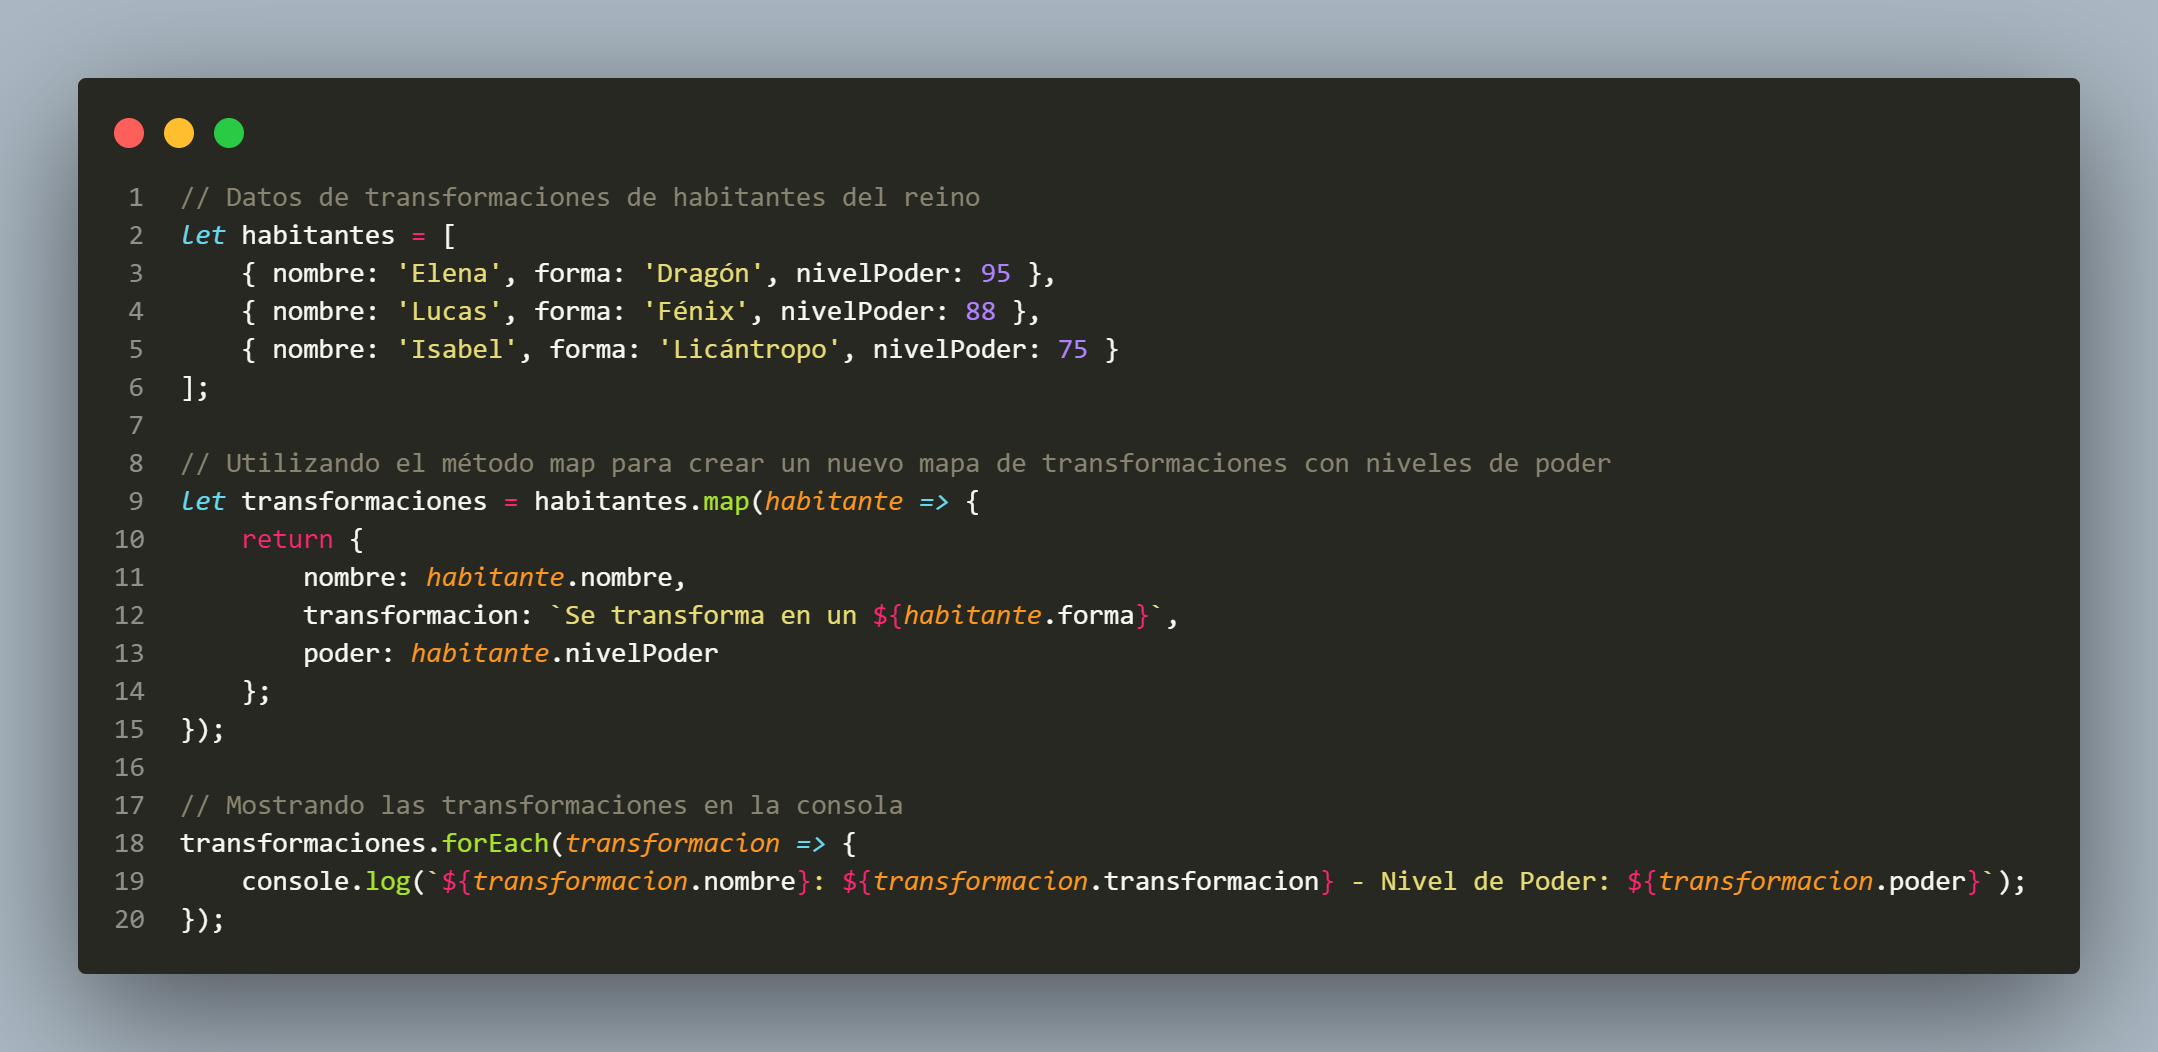 1 // Datos de transformaciones de habitantes del reino
2 let habitantes = [
3     { nombre: 'Elena', forma: 'Dragón', nivelPoder: 95 },
4     { nombre: 'Lucas', forma: 'Fénix', nivelPoder: 88 },
5     { nombre: 'Isabel', forma: 'Licántropo', nivelPoder: 75 }
6 ];
7
8 // Utilizando el método map para crear un nuevo mapa de transformaciones con niveles de poder
9 let transformaciones = habitantes.map(habitante => {
10     return {
11         nombre: habitante.nombre,
12         transformacion: `Se transforma en un ${habitante.forma}`,
13         poder: habitante.nivelPoder
14     };
15 });
16
17 // Mostrando las transformaciones en la consola
18 transformaciones.forEach(transformacion => {
19     console.log(`${transformacion.nombre}: ${transformacion.transformacion} - Nivel de Poder: ${transformacion.poder}`);
20 });